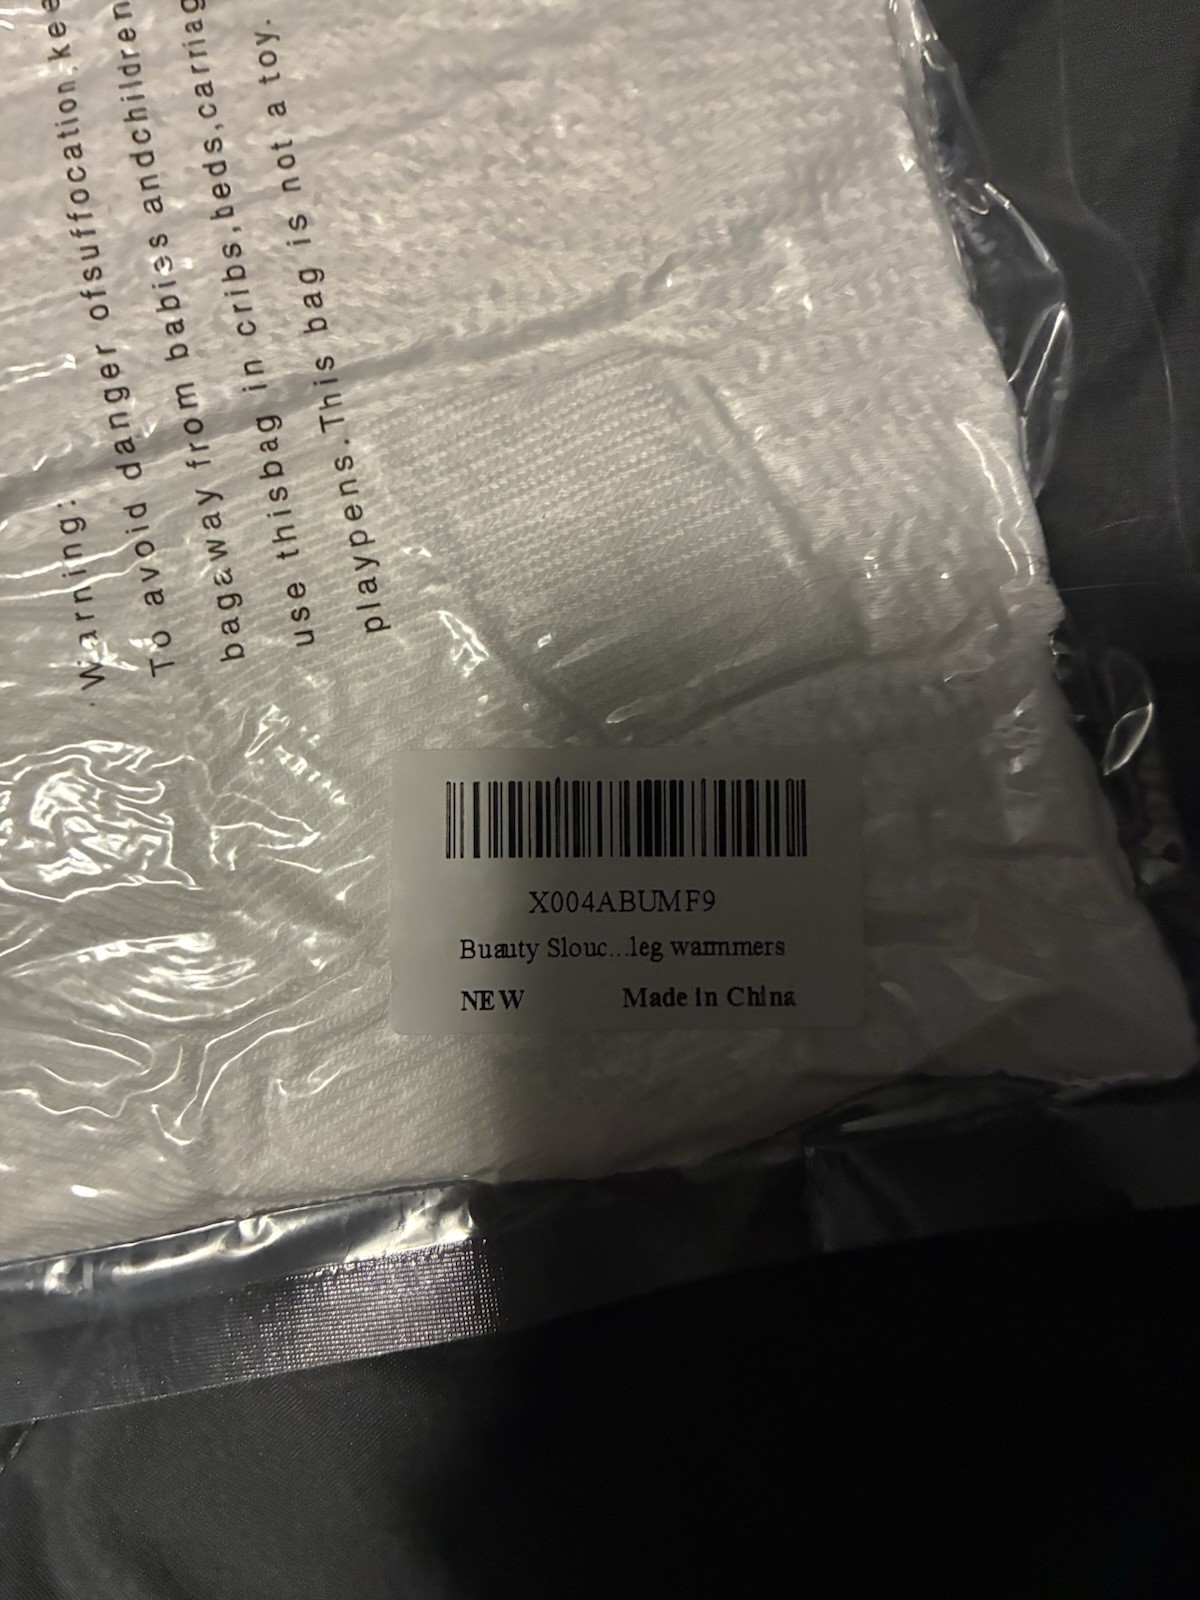 Warning:
To avoid danger ofsuffocation,kee
bagaway from babies andchildren
use thisbag in cribs,beds,carriag
playpens.This bag is not a toy.
X004ABUMF9
Buauty Slouc...leg wammmers
NEW Made in China